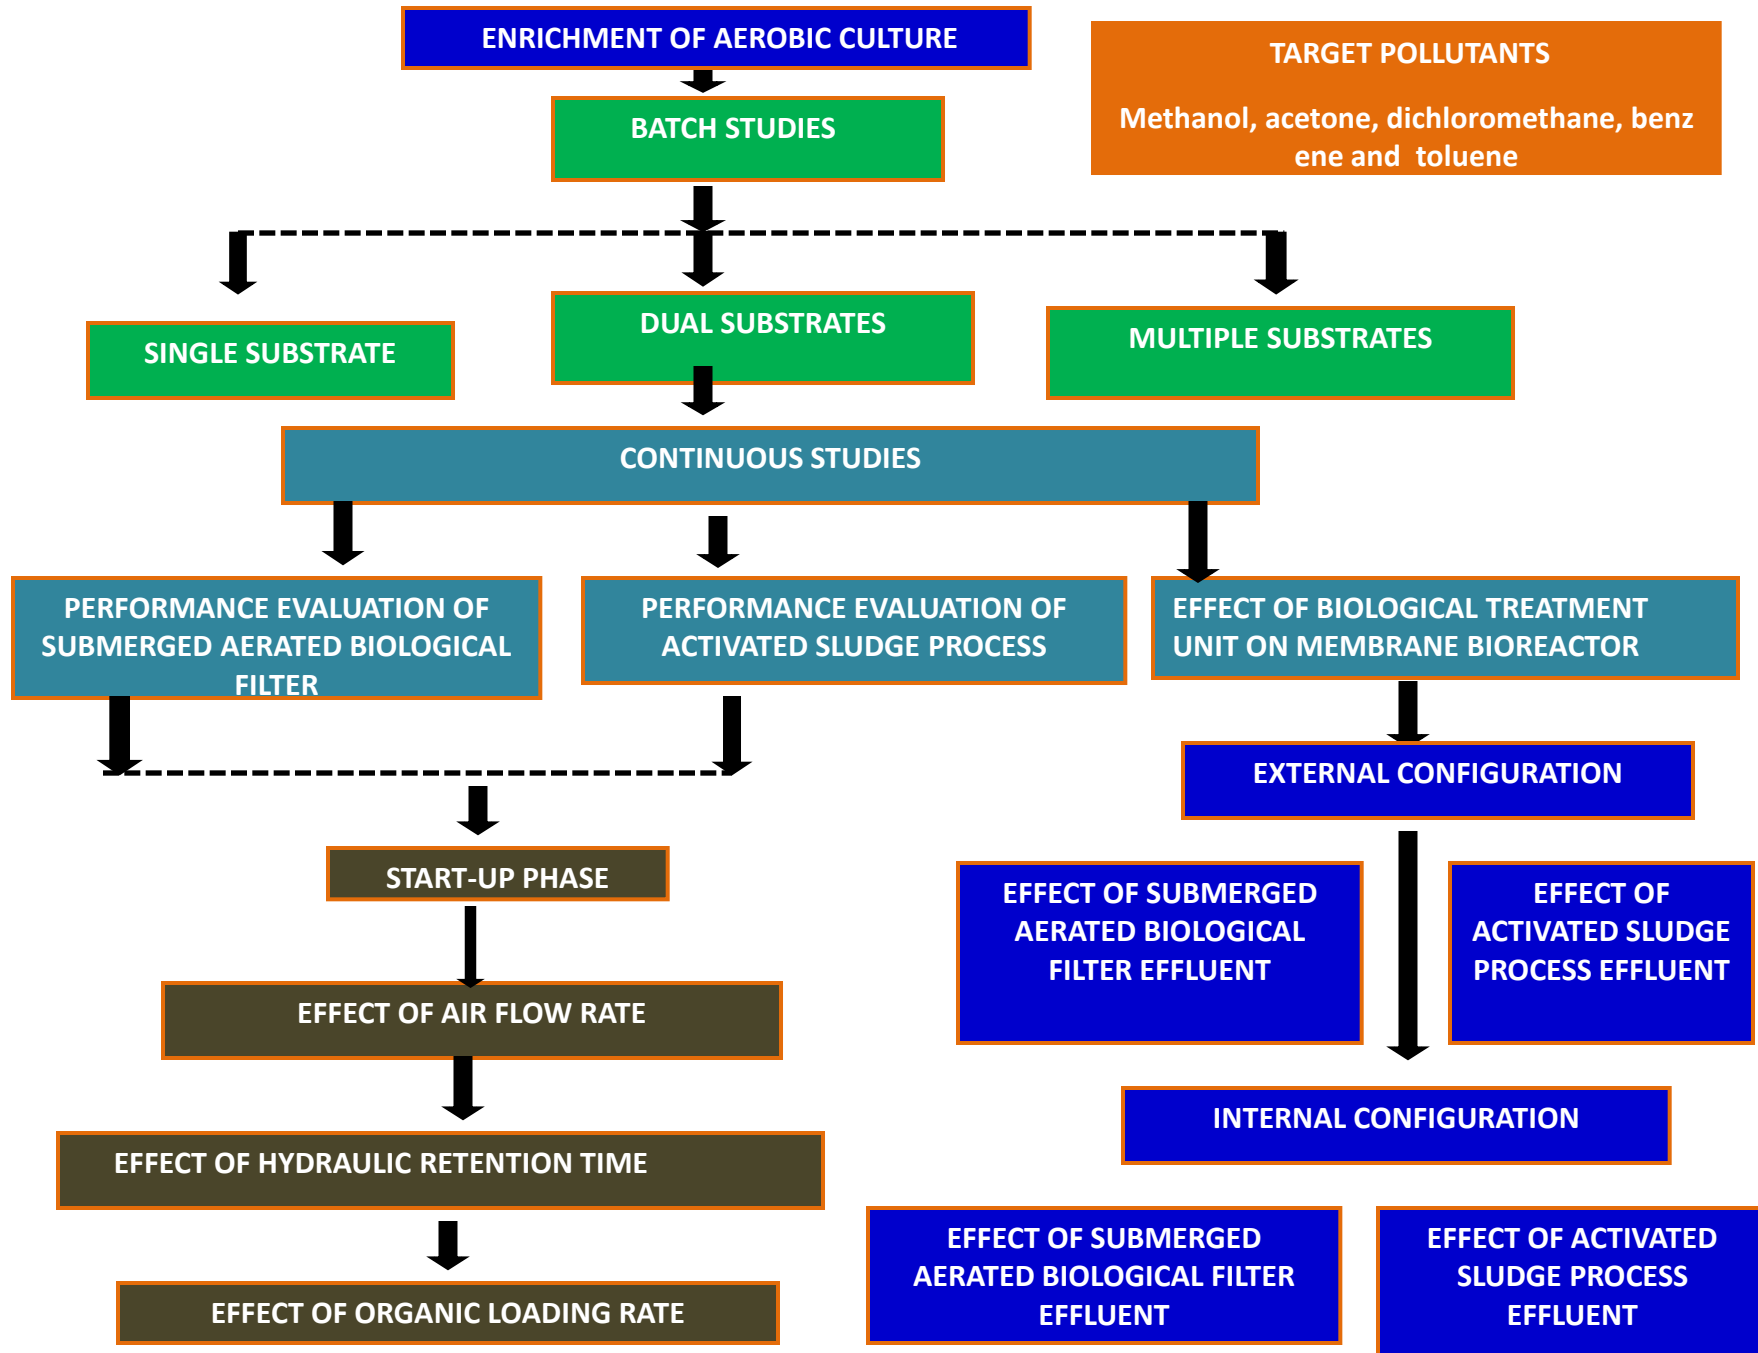 ENRICHMENT OF AEROBIC CULTURE
TARGET POLLUTANTS
Methanol, acetone, dichloromethane, benz
ene and toluene
BATCH STUDIES
SINGLE SUBSTRATE
DUAL SUBSTRATES
MULTIPLE SUBSTRATES
CONTINUOUS STUDIES
PERFORMANCE EVALUATION OF
SUBMERGED AERATED BIOLOGICAL
FILTER
PERFORMANCE EVALUATION OF
ACTIVATED SLUDGE PROCESS
EFFECT OF BIOLOGICAL TREATMENT
UNIT ON MEMBRANE BIOREACTOR
EXTERNAL CONFIGURATION
START-UP PHASE
EFFECT OF SUBMERGED
AERATED BIOLOGICAL
FILTER EFFLUENT
EFFECT OF
ACTIVATED SLUDGE
PROCESS EFFLUENT
EFFECT OF AIR FLOW RATE
INTERNAL CONFIGURATION
EFFECT OF HYDRAULIC RETENTION TIME
EFFECT OF SUBMERGED
AERATED BIOLOGICAL FILTER
EFFLUENT
EFFECT OF ACTIVATED
SLUDGE PROCESS
EFFLUENT
EFFECT OF ORGANIC LOADING RATE